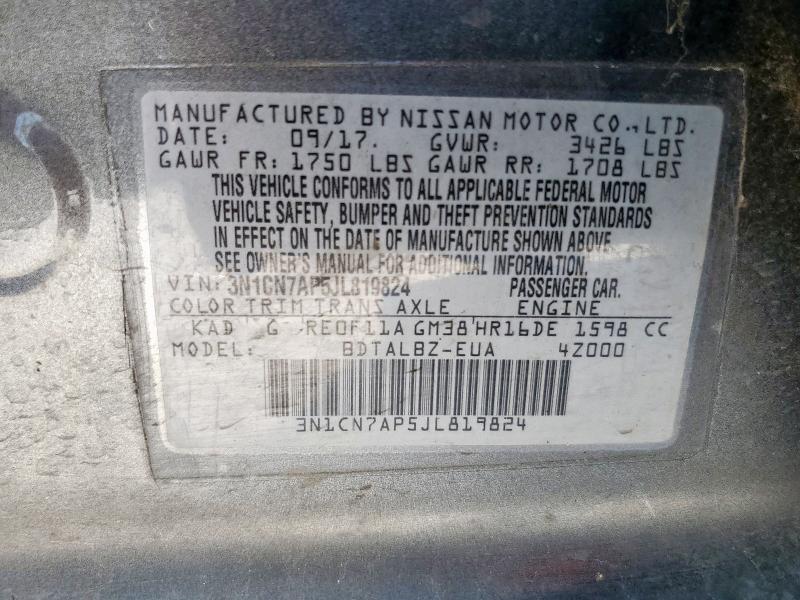 MANUFACTURED BY NISSAN MOTOR CO., LTD.
DATE: 09/17. GVWR: 3426 LBS
GAWR FR: 1750 LBS GAWR RR: 1708 LBS
THIS VEHICLE CONFORMS TO ALL APPLICABLE FEDERAL MOTOR
VEHICLE SAFETY, BUMPER AND THEFT PREVENTION STANDARDS
IN EFFECT ON THE DATE OF MANUFACTURE SHOWN ABOVE.
SEE OWNER'S MANUAL FOR ADDITIONAL INFORMATION
VIN: 3N1CN7AP5JL819824 PASSENGER CAR.
COLOR TRIM TRANS AXLE ENGINE
KAD G RE0F11A GM38 HR16DE 1598 CC
MODEL: BDTALBZ-EUA 4Z000
3N1CN7AP5JL819824